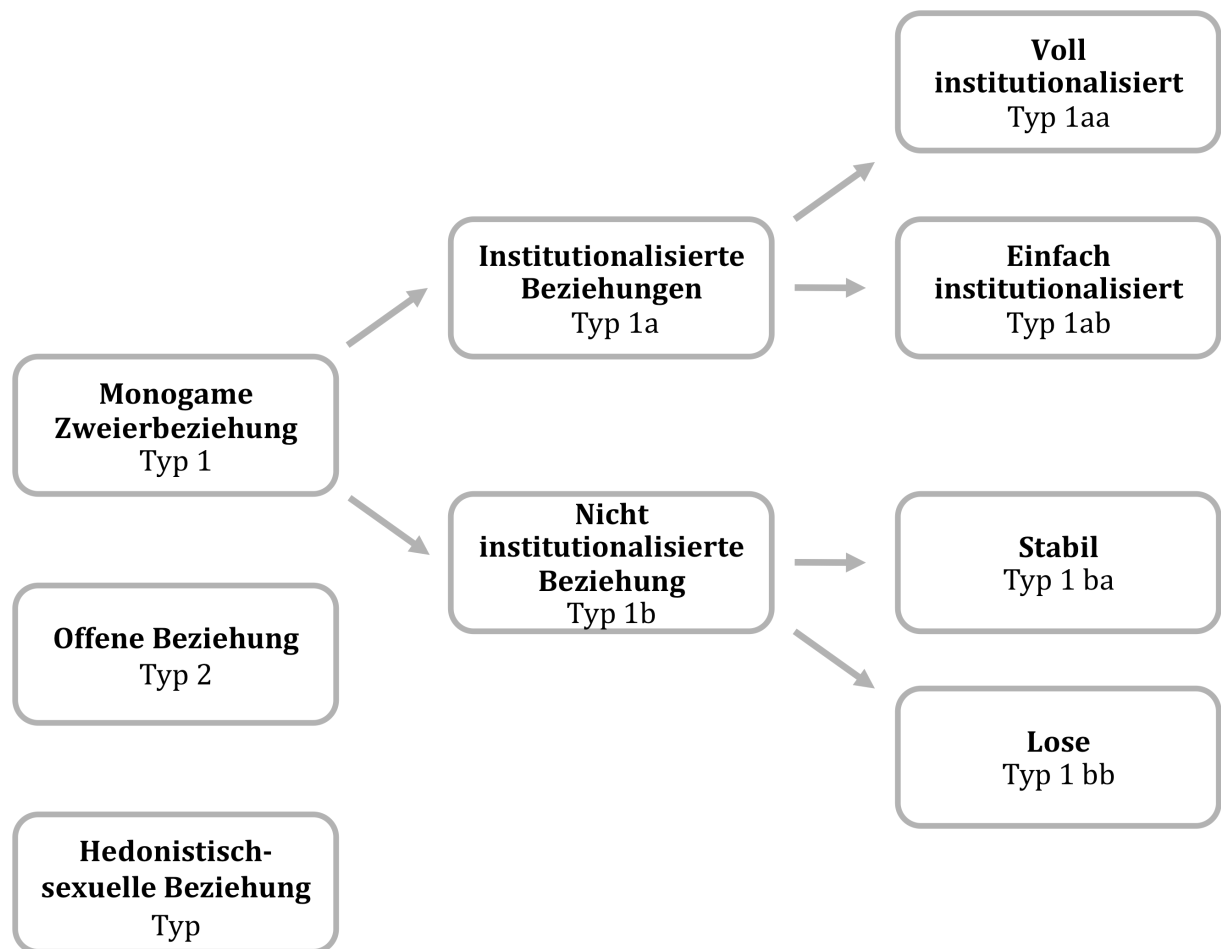 Voll
institutionalisiert
Typ 1aa
Institutionalisierte
Beziehungen
Typ 1a
Einfach
institutionalisiert
Typ 1ab
Monogame
Zweierbeziehung
Typ 1
Nicht
institutionalisierte
Beziehung
Typ 1b
Stabil
Typ 1 ba
Offene Beziehung
Typ 2
Lose
Typ 1 bb
Hedonistisch-
sexuelle Beziehung
Typ